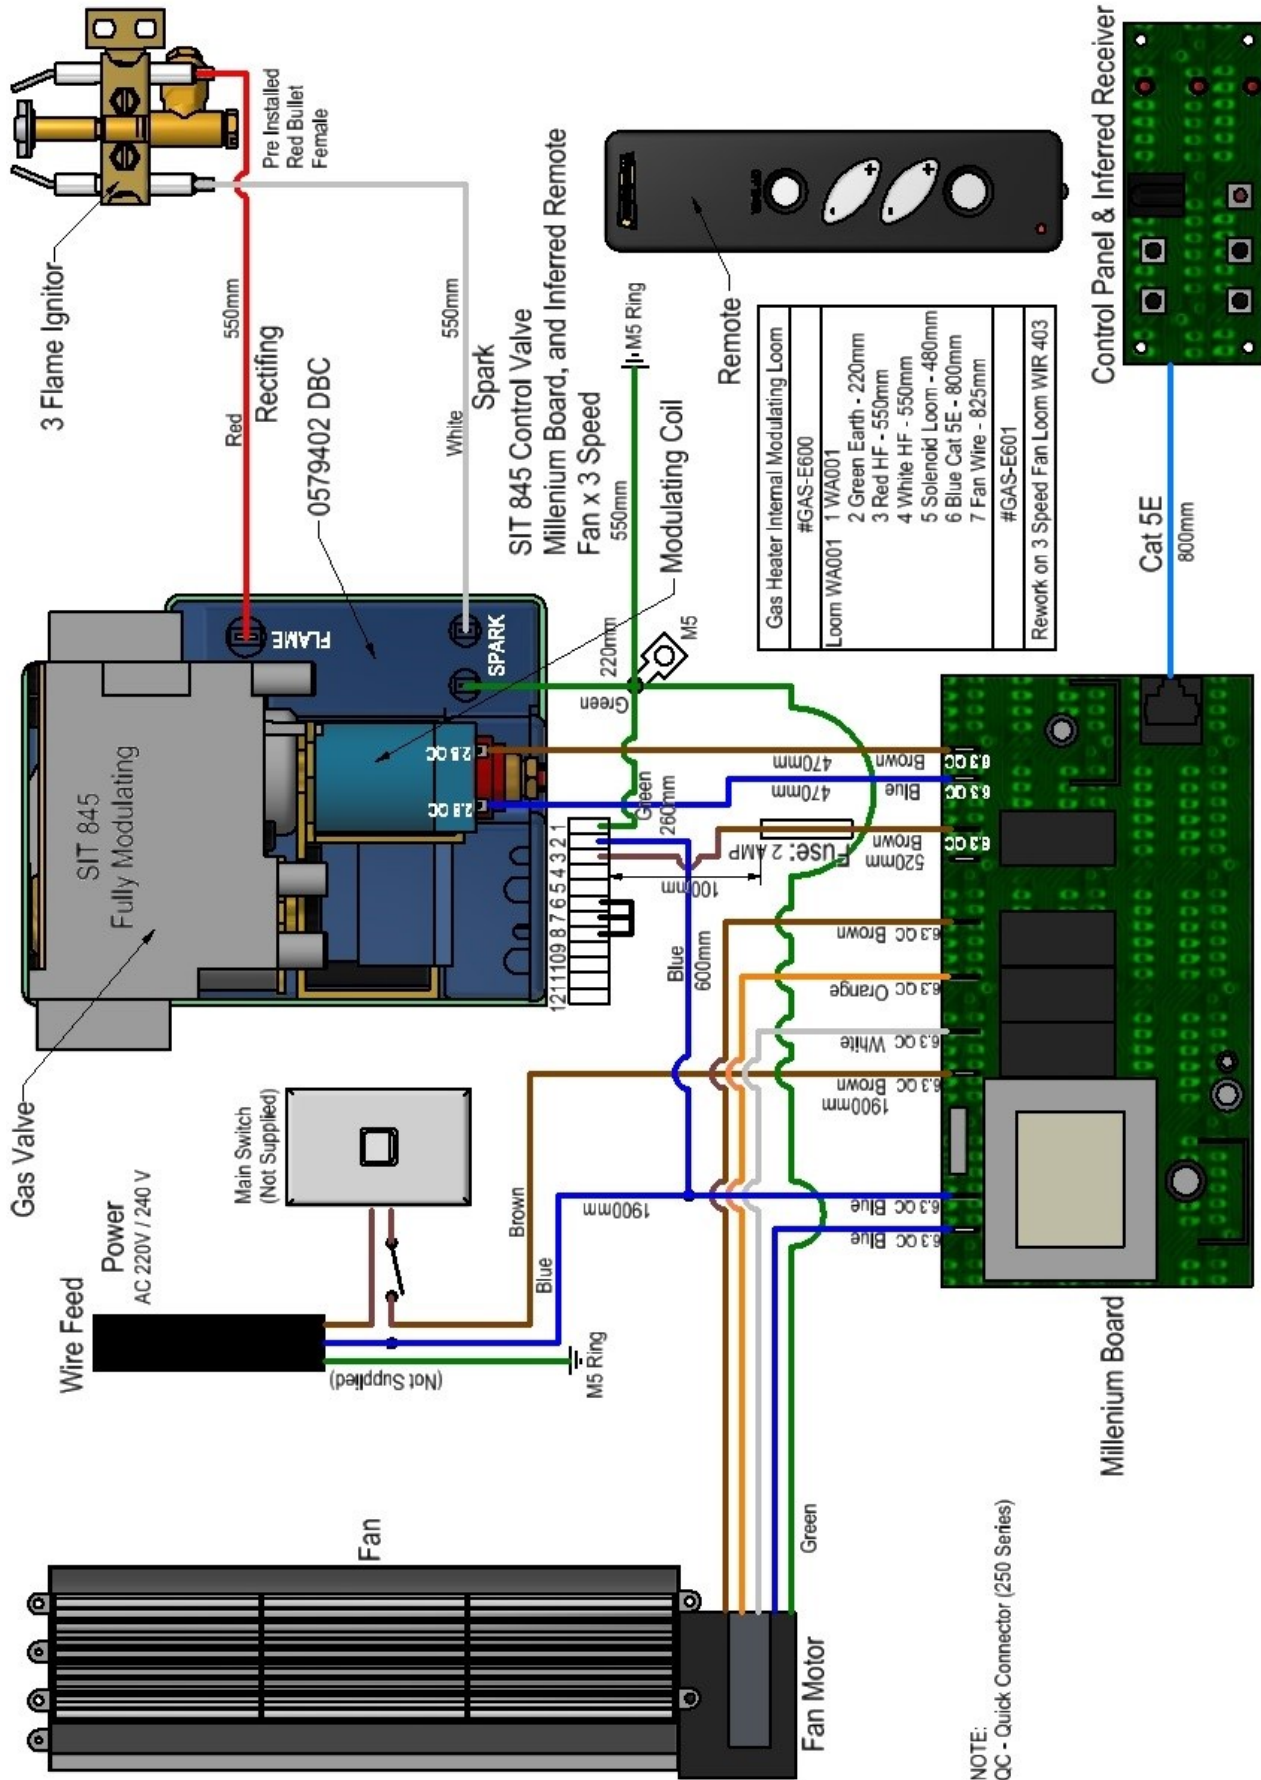 3 Flame Ignitor
Pre Installed
Red Bullet
Female
Red
550mm
Rectifing
White
550mm
Spark
0579402 DBC
SIT 845 Control Valve
Millenium Board, and Inferred Remote
Fan x 3 Speed
Modulating Coil
550mm
M5 Ring
220mm
Green
M5
Remote
Gas Heater Internal Modulating Loom
#GAS-E600
Loom WA001 1 WA001
2 Green Earth - 220mm
3 Red HF - 550mm
4 White HF - 550mm
5 Solenoid Loom - 480mm
6 Blue Cat 5E - 800mm
7 Fan Wire - 825mm
#GAS-E601
Rework on 3 Speed Fan Loom WIR 403
Control Panel & Inferred Receiver
Cat 5E
800mm
Gas Valve
SIT 845
Fully Modulating
FLAME
SPARK
2.8 QC
2.8 QC
12 11 10 9 8 7 6 5 4 3 2 1
Green
260mm
100mm
Fuse: 2 AMP
Blue
600mm
470mm
Brown
6.3 QC
470mm
Blue
6.3 QC
520mm
Brown
6.3 QC
6.3 QC Brown
6.3 QC Orange
6.3 QC White
6.3 QC Brown
1900mm
6.3 QC Blue
6.3 QC Blue
1900mm
Main Switch
(Not Supplied)
Wire Feed
Power
AC 220V / 240 V
Brown
Blue
(Not Supplied)
M5 Ring
Fan
Fan Motor
Green
Millenium Board
NOTE:
QC - Quick Connector (250 Series)